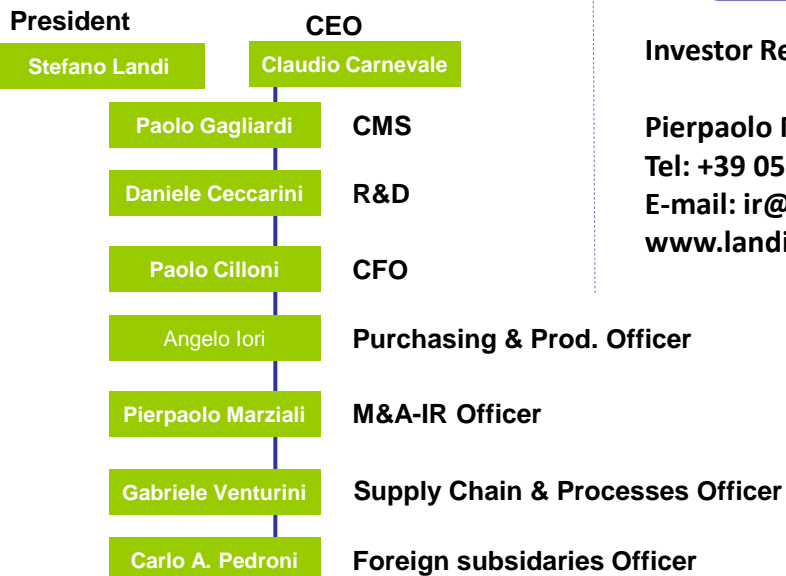 President
CEO
Stefano Landi
Claudio Carnevale
Paolo Gagliardi
CMS
Daniele Ceccarini
R&D
Paolo Cilloni
CFO
Angelo Iori
Purchasing & Prod. Officer
Pierpaolo Marziali
M&A-IR Officer
Gabriele Venturini
Supply Chain & Processes Officer
Carlo A. Pedroni
Foreign subsidaries Officer
Investor
Pierpaolo
Tel: +39 05
E-mail: ir@
www.landi